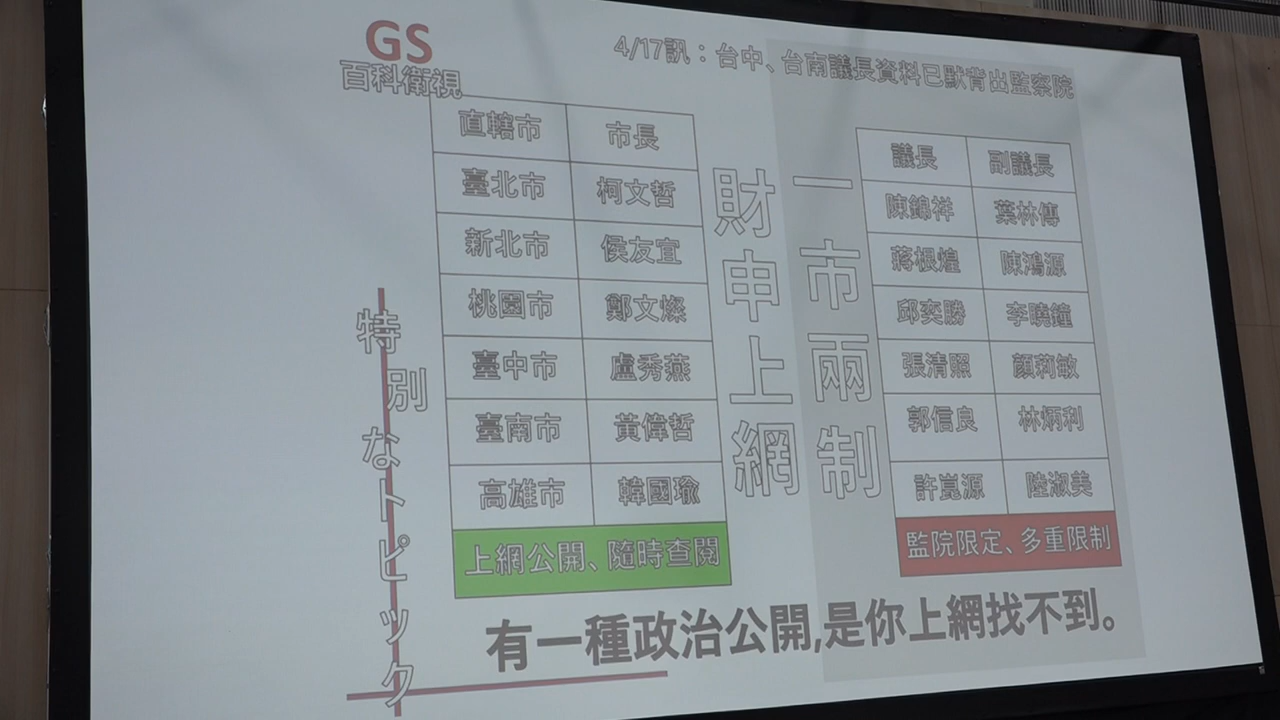 GS
百科衛視
4/17訊：台中、台南議長資料已默背出監察院
直轄市 市長
臺北市 柯文哲
新北市 侯友宜
桃園市 鄭文燦
臺中市 盧秀燕
臺南市 黃偉哲
高雄市 韓國瑜
上網公開、隨時查閱
財申上網
一市兩制
議長 副議長
陳錦祥 葉林傳
蔣根煌 陳鴻源
邱奕勝 李曉鐘
張清照 顏莉敏
郭信良 林炳利
許崑源 陸淑美
監院限定、多重限制
特別なトピック
有一種政治公開,是你上網找不到。